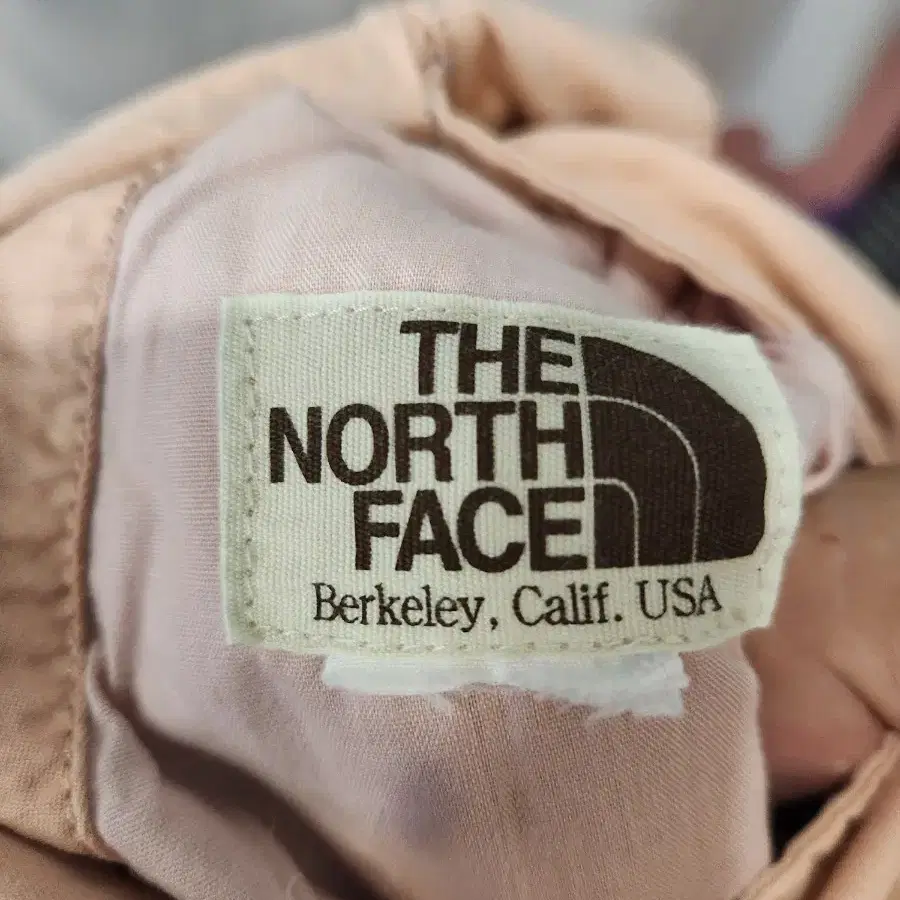 THE
NORTH
FACE
Berkeley, Calif. USA